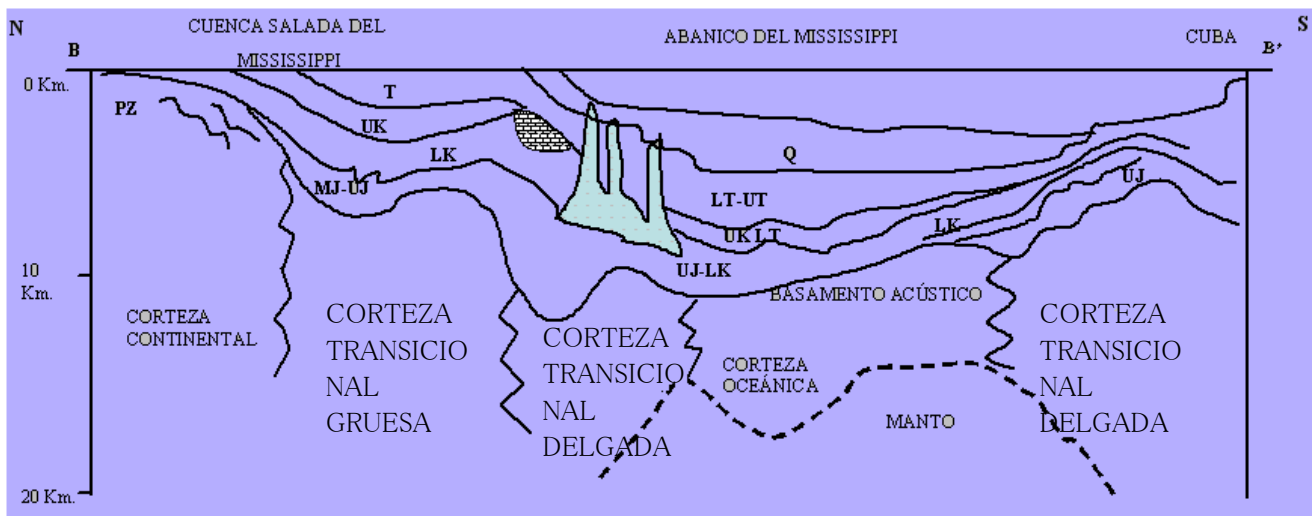 N
S
CUENCA SALADA DEL
MISSISSIPPI
ABANICO DEL MISSISSIPPI
CUBA
B
B'
0 Km.
PZ
T
UK
LK
MJ-UJ
Q
LT-UT
UK LT
UJ-LK
LK
UJ
10
Km.
BASAMENTO ACÚSTICO
CORTEZA
CONTINENTAL
CORTEZA
TRANSICIO
NAL
GRUESA
CORTEZA
TRANSICIO
NAL
DELGADA
CORTEZA
OCEÁNICA
MANTO
CORTEZA
TRANSICIO
NAL
DELGADA
20 Km.